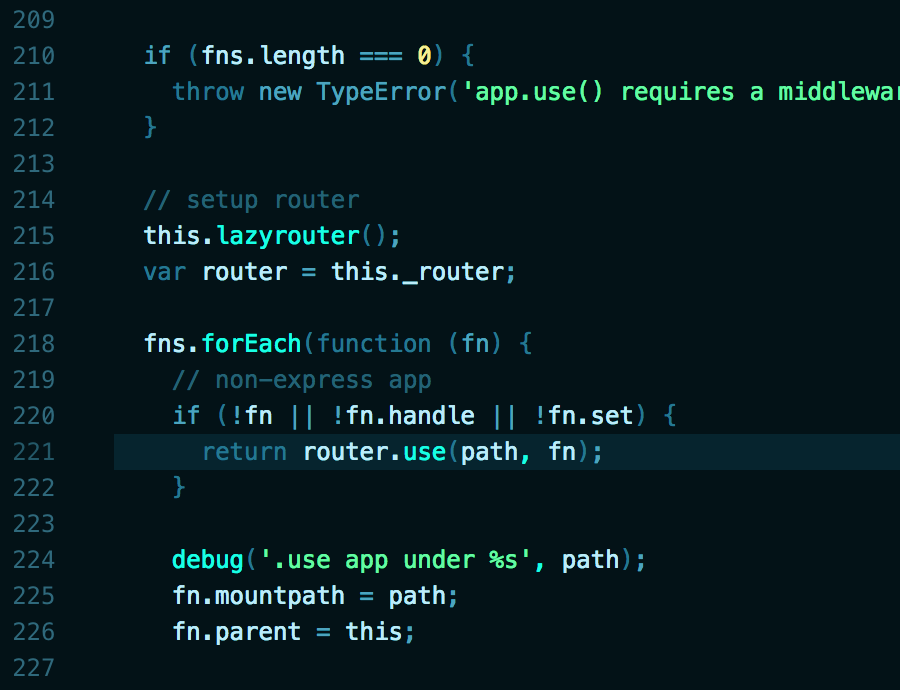 209
210 if (fns.length === 0) {
211 throw new TypeError('app.use() requires a
212 }
213
214 // setup router
215 this.lazyrouter();
216 var router = this._router;
217
218 fns.forEach(function (fn) {
219 // non-express app
220 if (!fn || !fn.handle || !fn.set) {
221 return router.use(path, fn);
222 }
223
224 debug('.use app under %s', path);
225 fn.mountpath = path;
226 fn.parent = this;
227